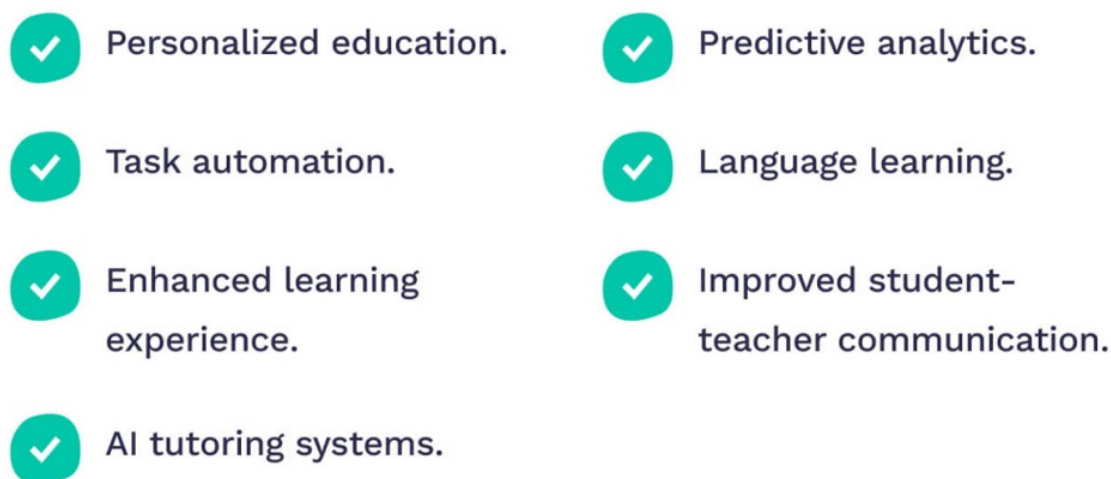 Personalized education.
Task automation.
Enhanced learning
experience.
AI tutoring systems.
Predictive analytics.
Language learning.
Improved student-
teacher communication.